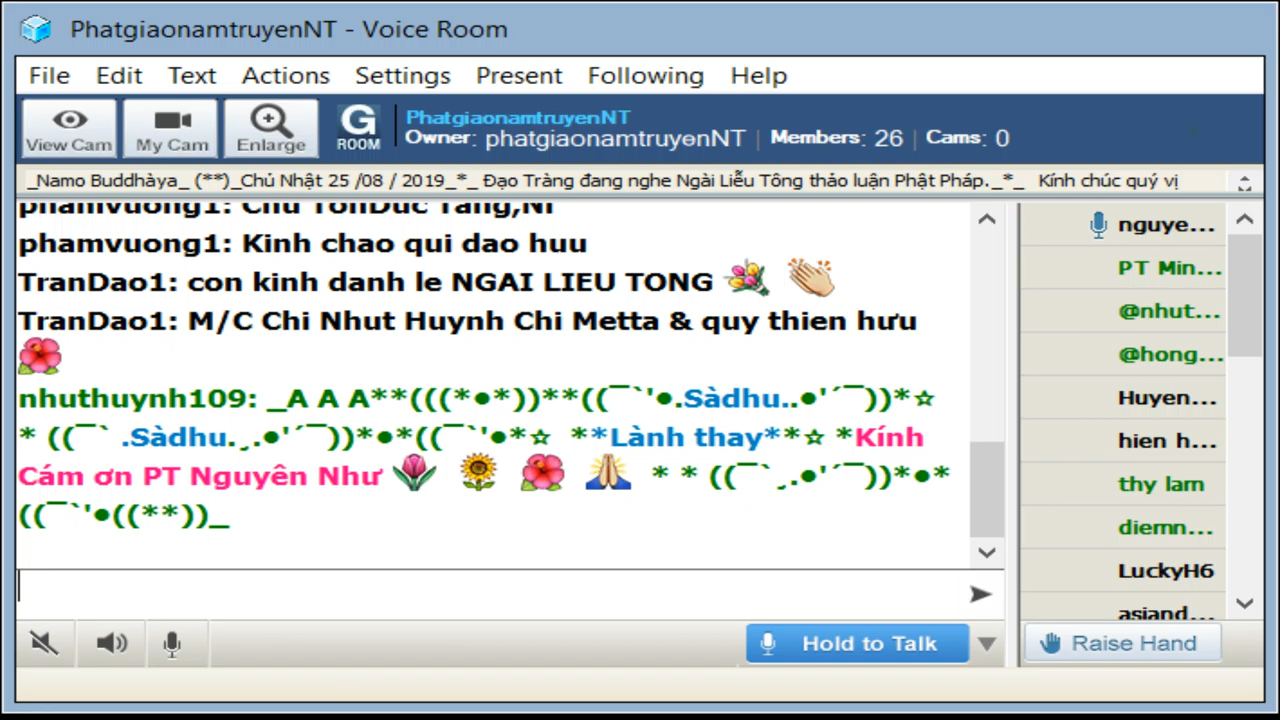 PhatgiaonamtruyenNT - Voice Room
File Edit Text Actions Settings Present Following Help
View Cam My Cam Enlarge G ROOM
PhatgiaonamtruyenNT
Owner: phatgiaonamtruyenNT | Members: 26 | Cams: 0
_Namo Buddhàya_ (**)_Chủ Nhật 25 /08 / 2019_*_ Đạo Tràng đang nghe Ngài Liễu Tông thảo luận Phật Pháp._*_ Kính chúc quý vị
phamvuong1: Chu TonDuc Tang,Ni
phamvuong1: Kinh chao qui dao huu
TranDao1: con kinh danh le NGAI LIEU TONG 💐 👏
TranDao1: M/C Chi Nhut Huynh Chi Metta & quy thien hưu
🌺
nhuthuynh109: _A A A**(((*●*))**((¯`'●.Sàdhu..●'´¯))*☆
* ((¯` .Sàdhu.¸.●'´¯))*●*((¯`'●*☆ **Lành thay**☆ *Kính
Cám ơn PT Nguyên Như 🌷 🌻 🌺 🙏 * * ((¯`¸.●'´¯))*●*
((¯`'●((**))_
nguye...
PT Min...
@nhut...
@hong...
Huyen...
hien h...
thy lam
diemn...
LuckyH6
asiand...
Hold to Talk
Raise Hand